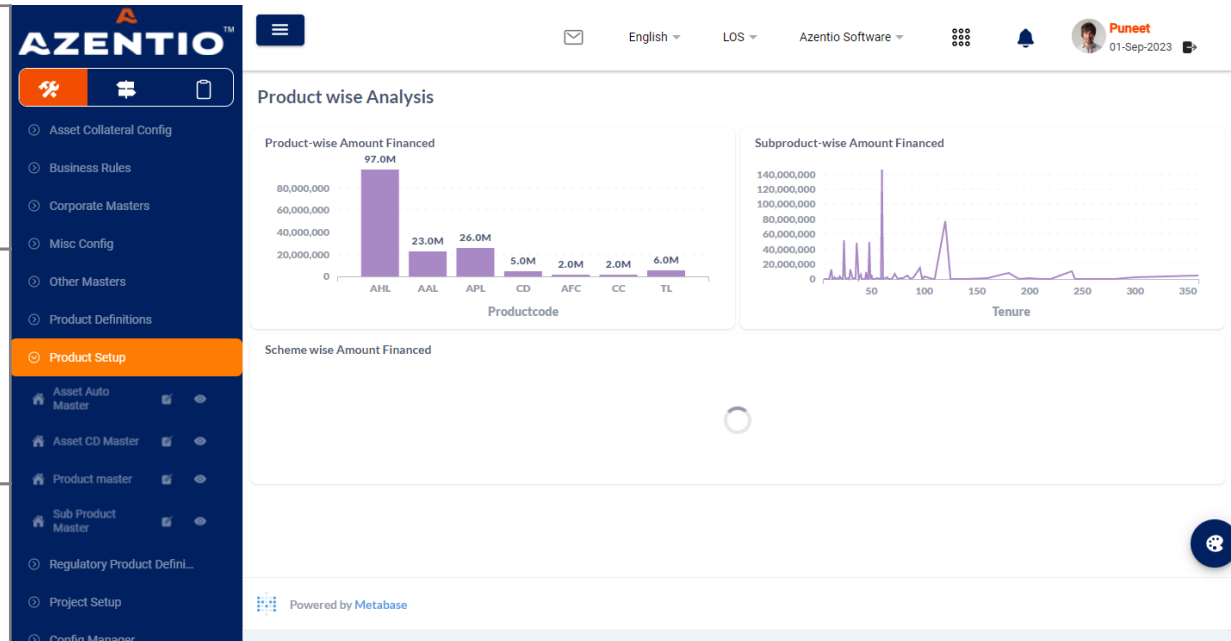 AZENTIO™
English
LOS
Azentio Software
Puneet
01-Sep-2023
Asset Collateral Config
Business Rules
Corporate Masters
Misc Config
Other Masters
Product Definitions
Product Setup
Asset Auto
Master
Asset CD Master
Product master
Sub Product
Master
Regulatory Product Defini...
Project Setup
Config Manager
Product wise Analysis
Product-wise Amount Financed
97.0M
80,000,000
60,000,000
40,000,000
20,000,000
0
23.0M
26.0M
5.0M
2.0M
2.0M
6.0M
AHL AAL APL CD AFC CC TL
Productcode
Subproduct-wise Amount Financed
140,000,000
120,000,000
100,000,000
80,000,000
60,000,000
40,000,000
20,000,000
0
50 100 150 200 250 300 350
Tenure
Scheme wise Amount Financed
Powered by Metabase